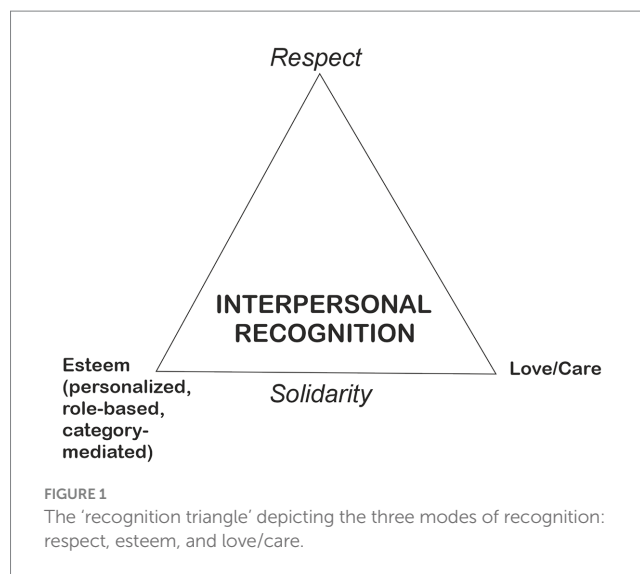 Respect
INTERPERSONAL
RECOGNITION
Esteem
(personalized,
role-based,
category-
mediated)
Love/Care
Solidarity
FIGURE 1
The ‘recognition triangle’ depicting the three modes of recognition:
respect, esteem, and love/care.